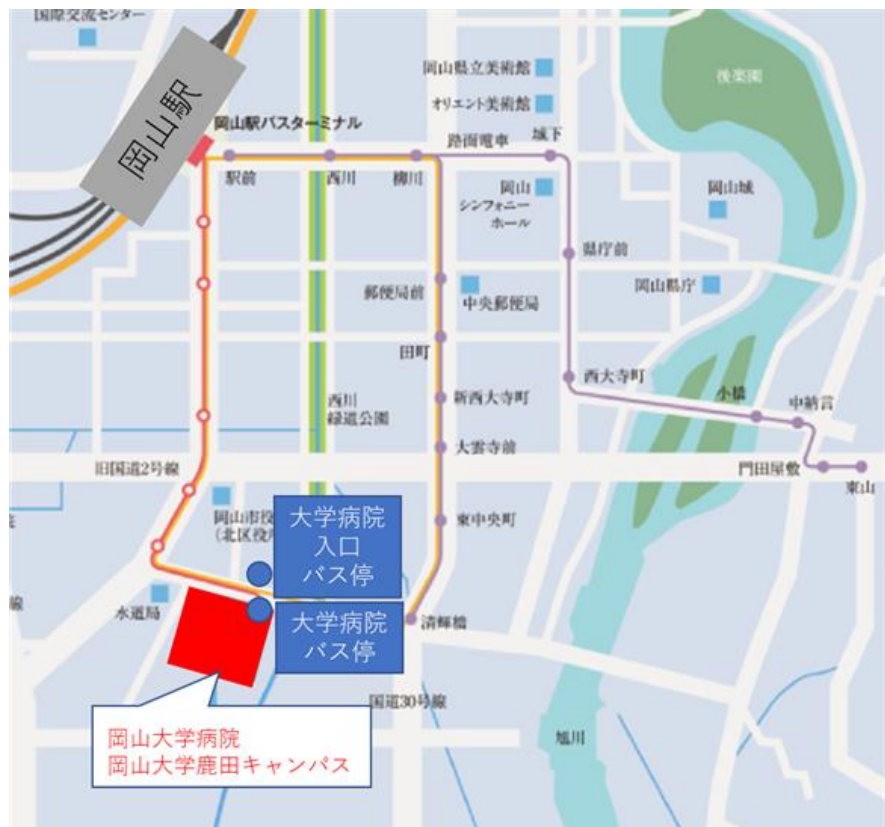 国際交流センター
岡山駅
岡山駅バスターミナル
岡山県立美術館
オリエント美術館
後楽園
路面電車
城下
駅前
西川
柳川
岡山
シンフォニー
ホール
岡山城
県庁前
郵便局前
中央郵便局
岡山県庁
田町
西大寺町
小橋
中納言
西川
緑道公園
新西大寺町
大雲寺前
旧国道2号線
門田屋敷
東山
岡山市役
(北区役
大学病院
入口
バス停
東中央町
水道局
大学病院
バス停
清輝橋
国道30号線
旭川
岡山大学病院
岡山大学鹿田キャンパス